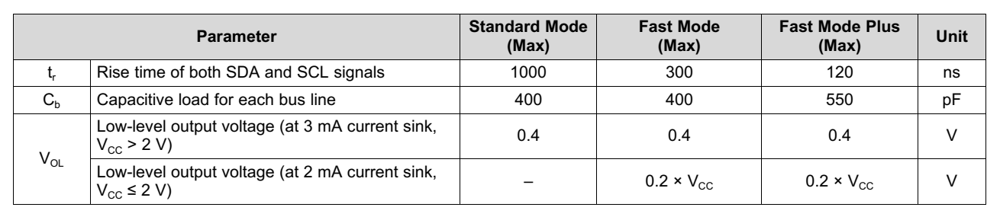 Parameter Standard Mode (Max) Fast Mode (Max) Fast Mode Plus (Max) Unit
tr Rise time of both SDA and SCL signals 1000 300 120 ns
Cb Capacitive load for each bus line 400 400 550 pF
VOL Low-level output voltage (at 3 mA current sink,
VCC > 2 V) 0.4 0.4 0.4 V
Low-level output voltage (at 2 mA current sink,
VCC ≤ 2 V) – 0.2 × VCC 0.2 × VCC V